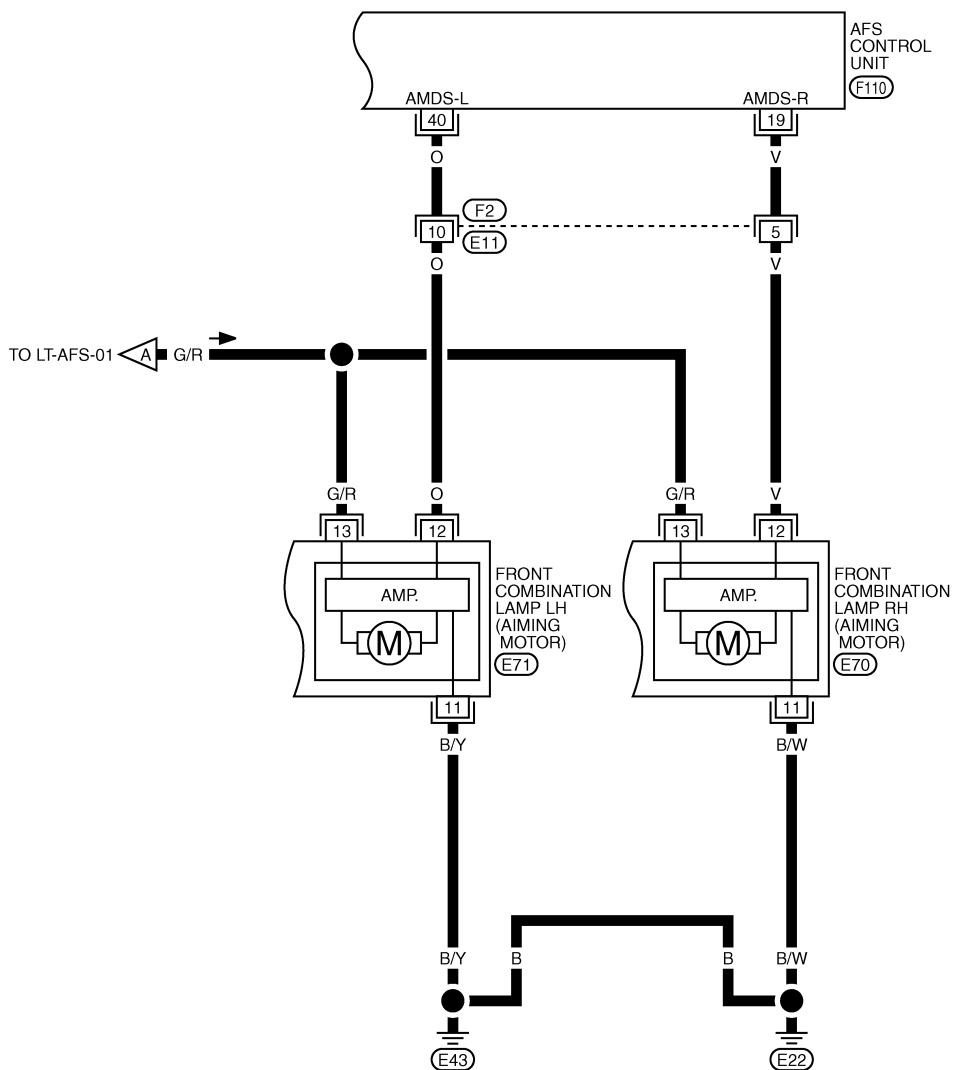 AFS
CONTROL
UNIT
F110
AMDS-L
AMDS-R
40
19
O
V
F2
10
5
E11
O
V
TO LT-AFS-01
A
G/R
G/R
O
G/R
V
13
12
13
12
AMP.
M
FRONT
COMBINATION
LAMP LH
(AIMING
MOTOR)
E71
AMP.
M
FRONT
COMBINATION
LAMP RH
(AIMING
MOTOR)
E70
11
11
B/Y
B/W
B/Y
B
B
B/W
E43
E22